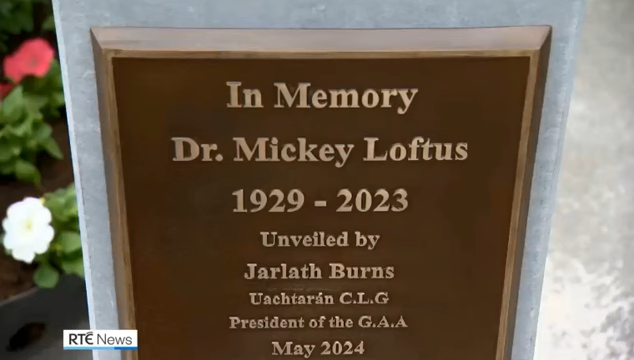 In Memory
Dr. Mickey Loftus
1929 - 2023
Unveiled by
Jarlath Burns
Uachtarán C.L.G
President of the G.A.A
May 2024
RTÉ News